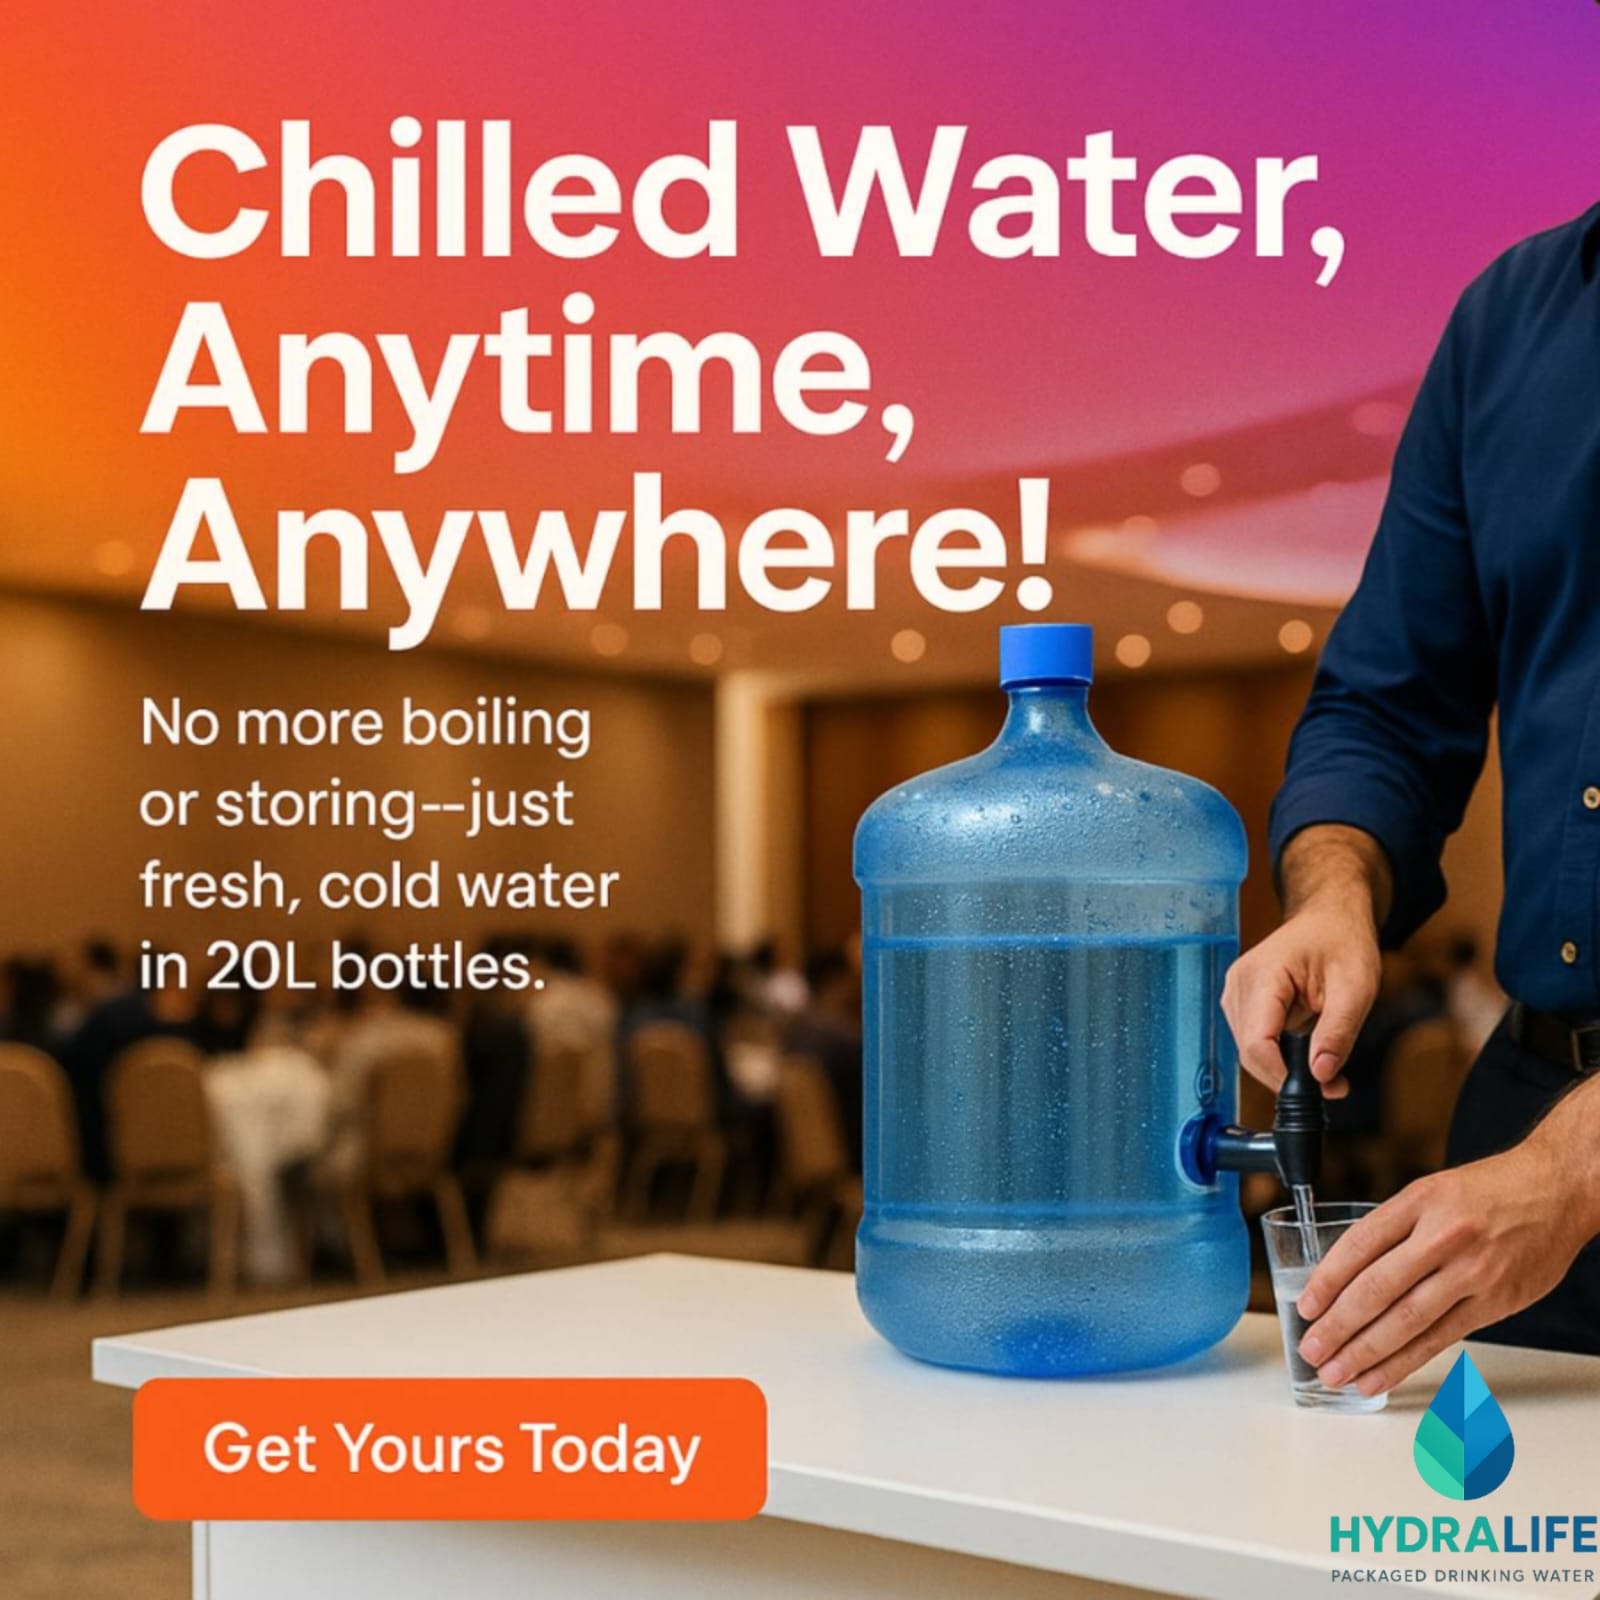 Chilled Water,
Anytime,
Anywhere!
No more boiling
or storing--just
fresh, cold water
in 20L bottles.
Get Yours Today
HYDRALIFE
PACKAGED DRINKING WATER